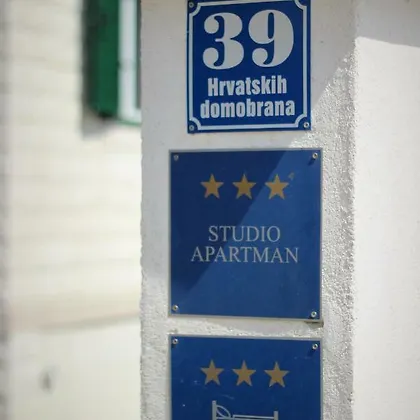 39
Hrvatskih
domobrana
STUDIO
APARTMAN